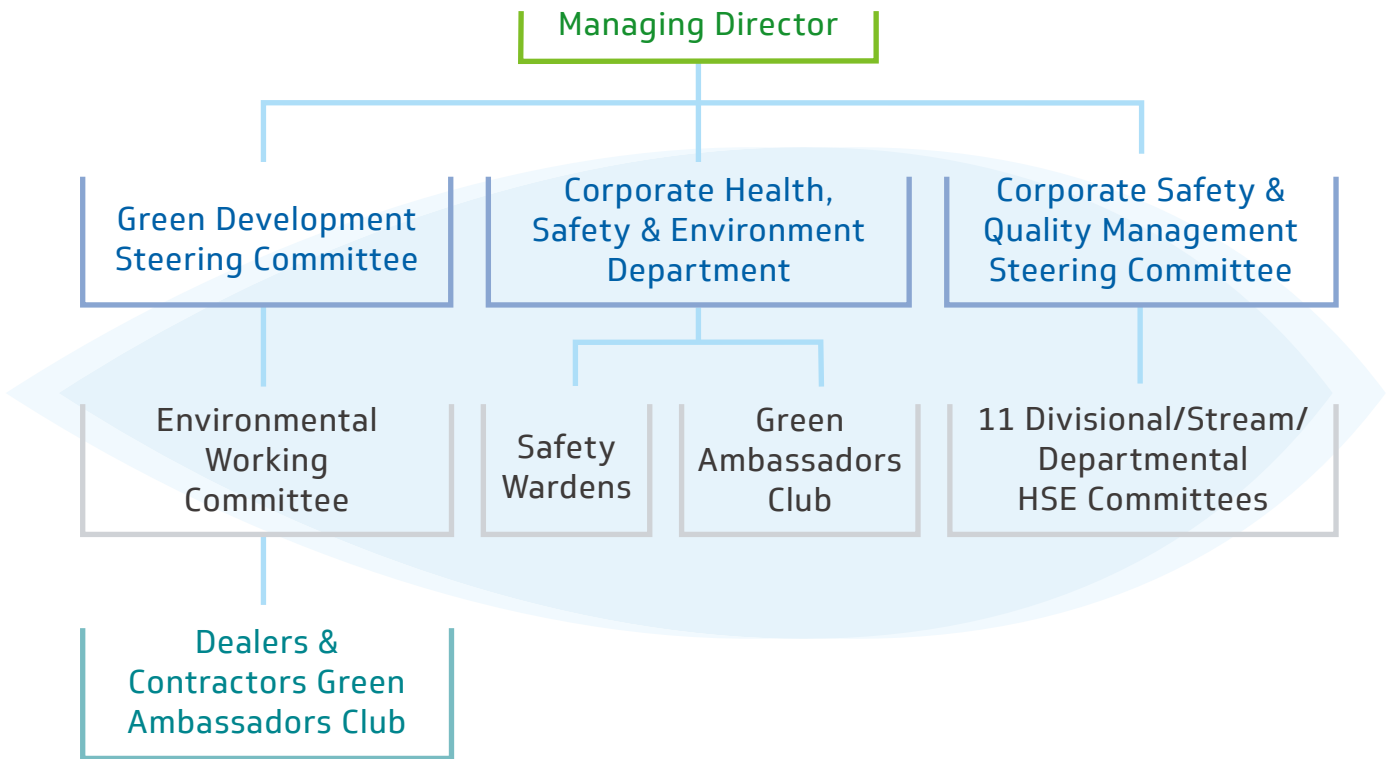 Managing Director
Green Development
Steering Committee
Corporate Health,
Safety & Environment
Department
Corporate Safety &
Quality Management
Steering Committee
Environmental
Working
Committee
Safety
Wardens
Green
Ambassadors
Club
11 Divisional/Stream/
Departmental
HSE Committees
Dealers &
Contractors Green
Ambassadors Club